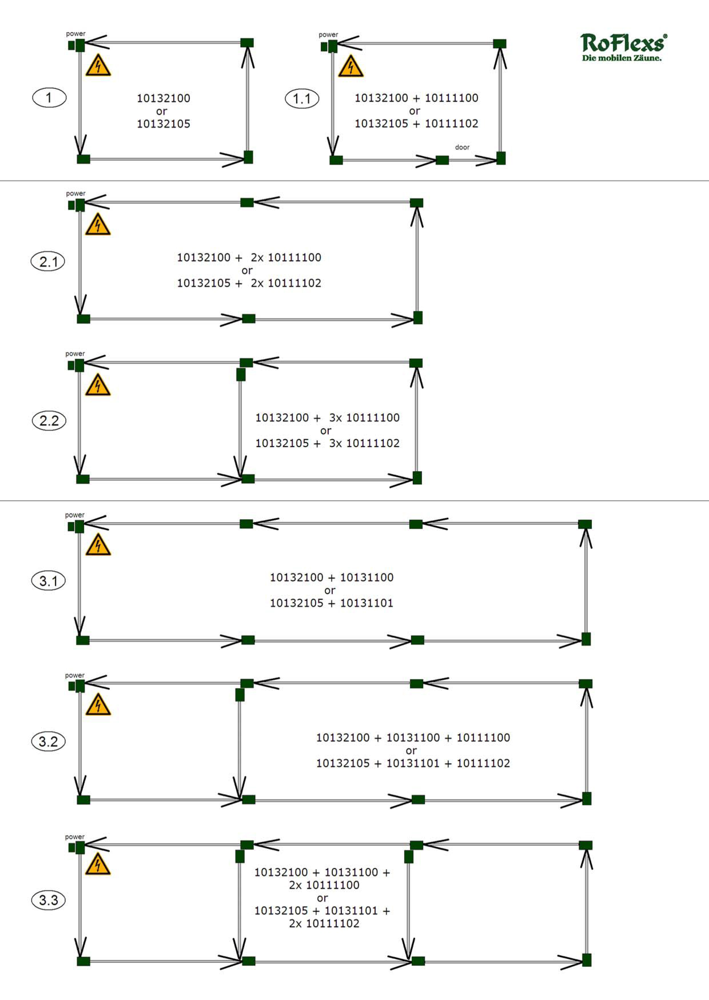 RoFlexs®
Die mobilen Zäune.
power
1
10132100
or
10132105
power
1.1
10132100 + 10111100
or
10132105 + 10111102
door
power
2.1
10132100 + 2x 10111100
or
10132105 + 2x 10111102
power
2.2
10132100 + 3x 10111100
or
10132105 + 3x 10111102
power
3.1
10132100 + 10131100
or
10132105 + 10131101
power
3.2
10132100 + 10131100 + 10111100
or
10132105 + 10131101 + 10111102
power
3.3
10132100 + 10131100 +
2x 10111100
or
10132105 + 10131101 +
2x 10111102